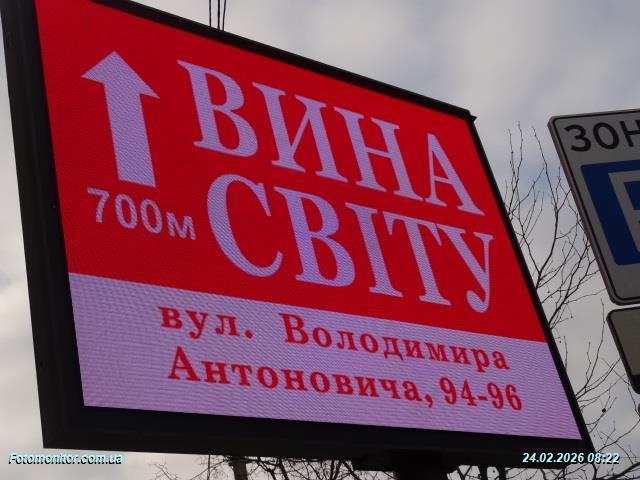 ВИНА
СВІТУ
700м
вул. Володимира
Антоновича, 94-96
ЗОН
Fotomonitor.com.ua
24.02.2026 08:22